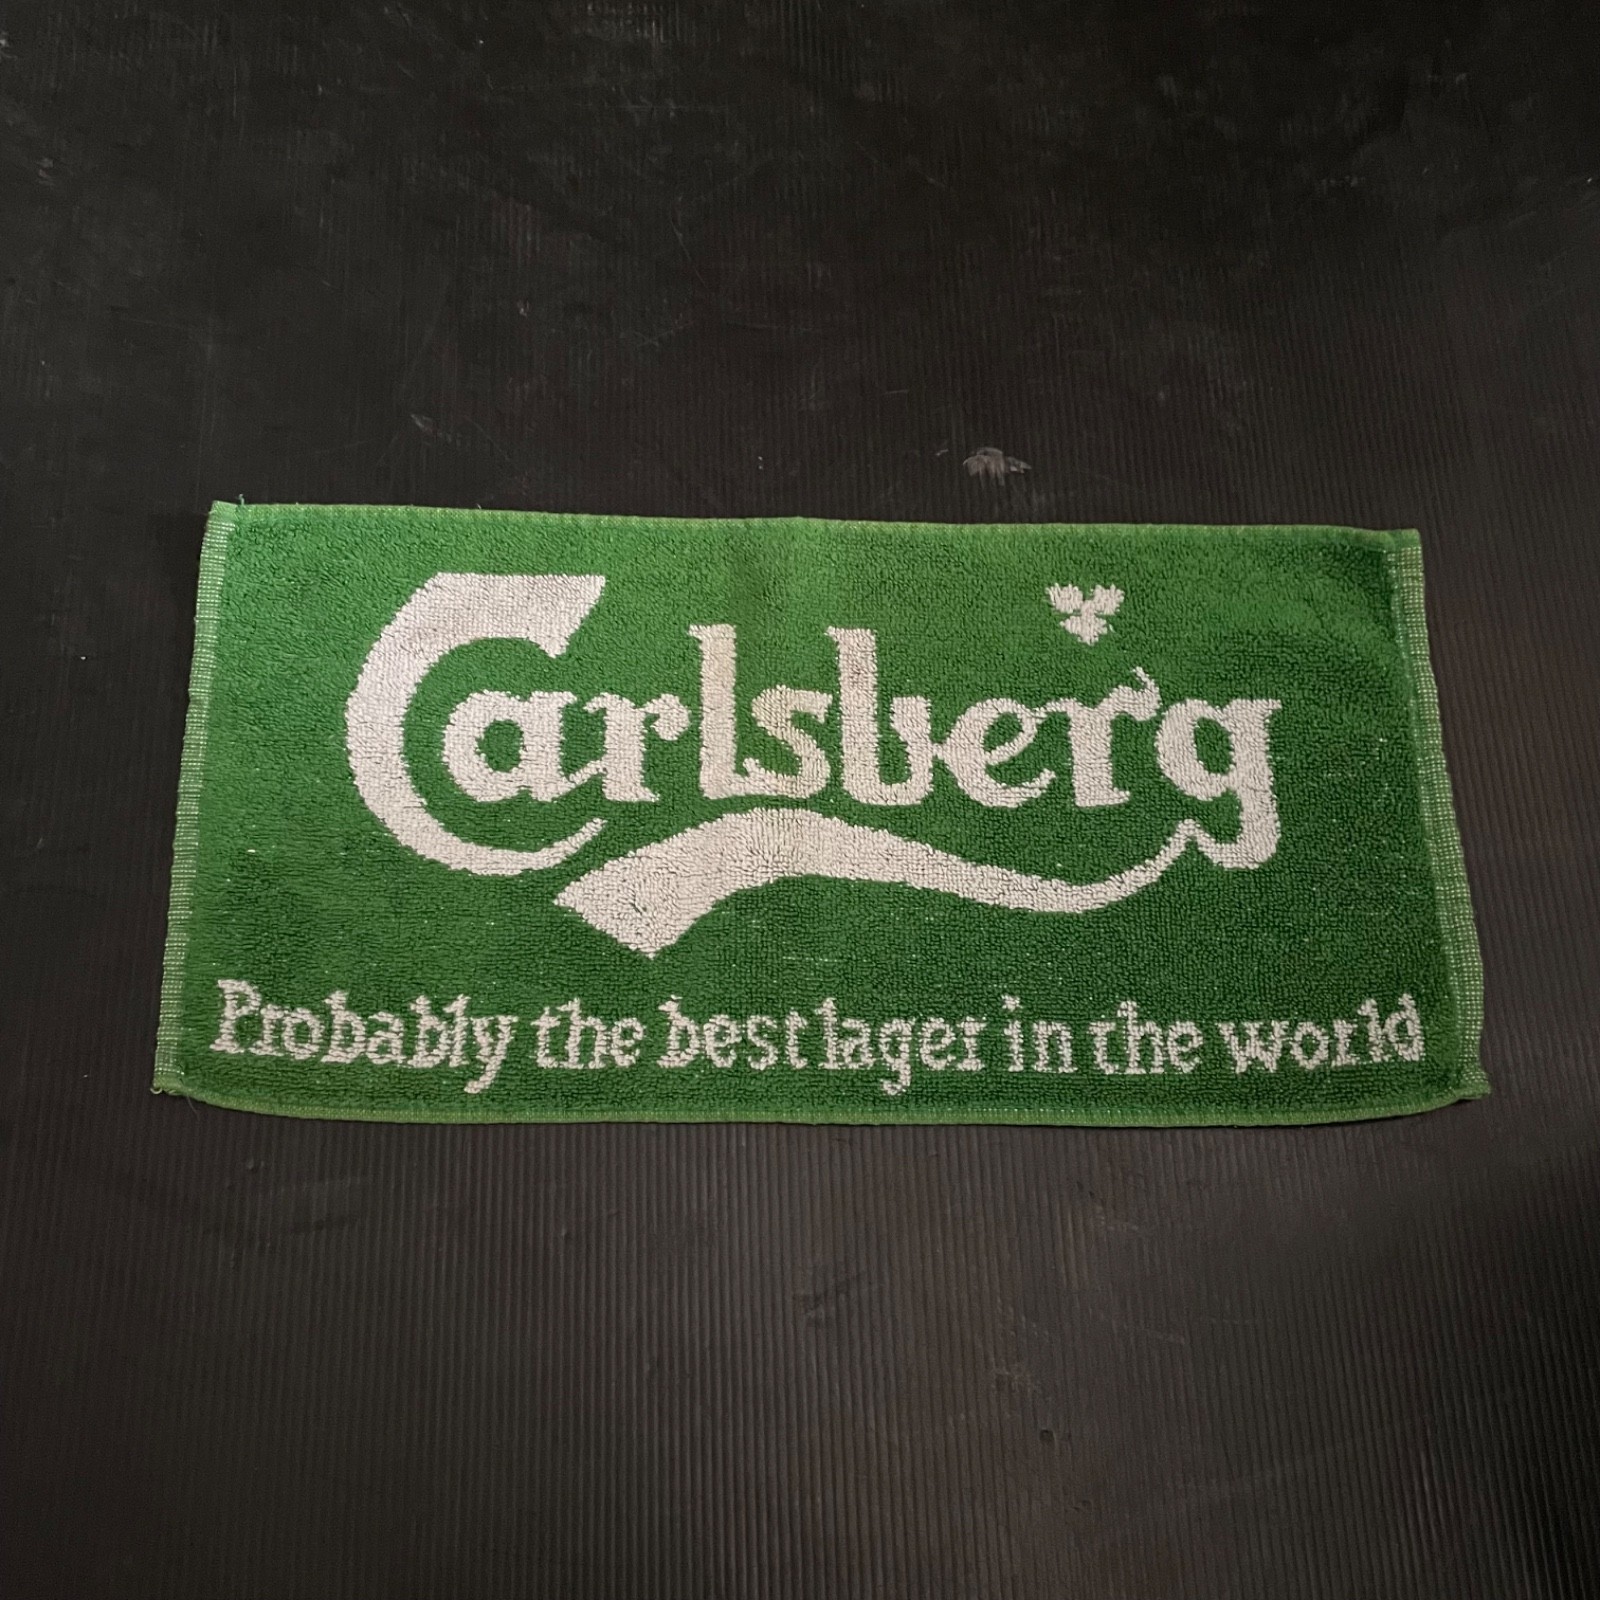 Carlsberg
Probably the best lager in the world